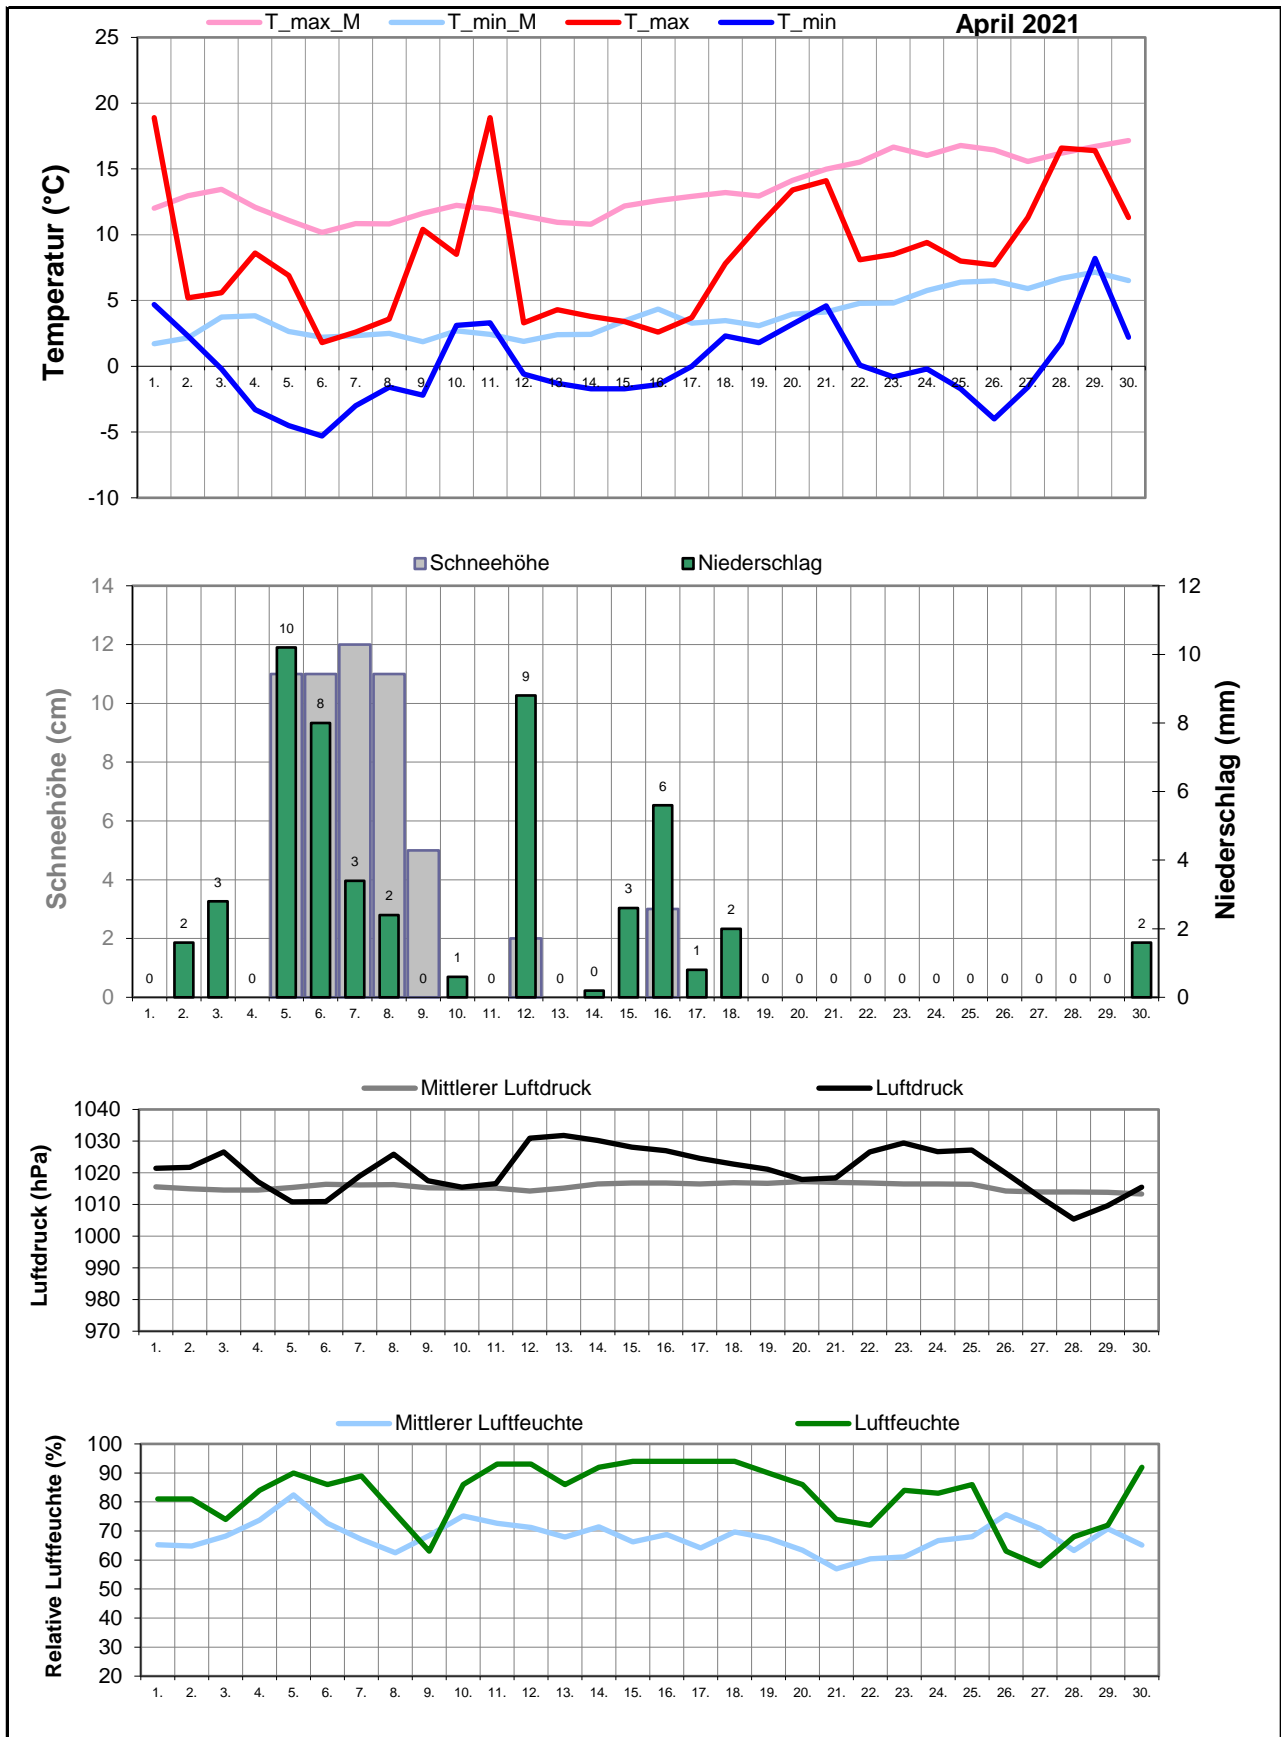 T_max_M T_min_M T_max T_min April 2021
25
20
15
10
5
0
-5
-10
Temperatur (°C)
1. 2. 3. 4. 5. 6. 7. 8. 9. 10. 11. 12. 13. 14. 15. 16. 17. 18. 19. 20. 21. 22. 23. 24. 25. 26. 27. 28. 29. 30.
Schneehöhe Niederschlag
14
12
10
8
6
4
2
0
Schneehöhe (cm)
12
10
8
6
4
2
0
Niederschlag (mm)
0 2 3 0 10 8 3 2 0 1 0 9 0 0 3 6 1 2 0 0 0 0 0 0 0 0 0 0 0 2
1. 2. 3. 4. 5. 6. 7. 8. 9. 10. 11. 12. 13. 14. 15. 16. 17. 18. 19. 20. 21. 22. 23. 24. 25. 26. 27. 28. 29. 30.
Mittlerer Luftdruck Luftdruck
1040
1030
1020
1010
1000
990
980
970
Luftdruck (hPa)
1. 2. 3. 4. 5. 6. 7. 8. 9. 10. 11. 12. 13. 14. 15. 16. 17. 18. 19. 20. 21. 22. 23. 24. 25. 26. 27. 28. 29. 30.
Mittlerer Luftfeuchte Luftfeuchte
100
90
80
70
60
50
40
30
20
Relative Luftfeuchte (%)
1. 2. 3. 4. 5. 6. 7. 8. 9. 10. 11. 12. 13. 14. 15. 16. 17. 18. 19. 20. 21. 22. 23. 24. 25. 26. 27. 28. 29. 30.